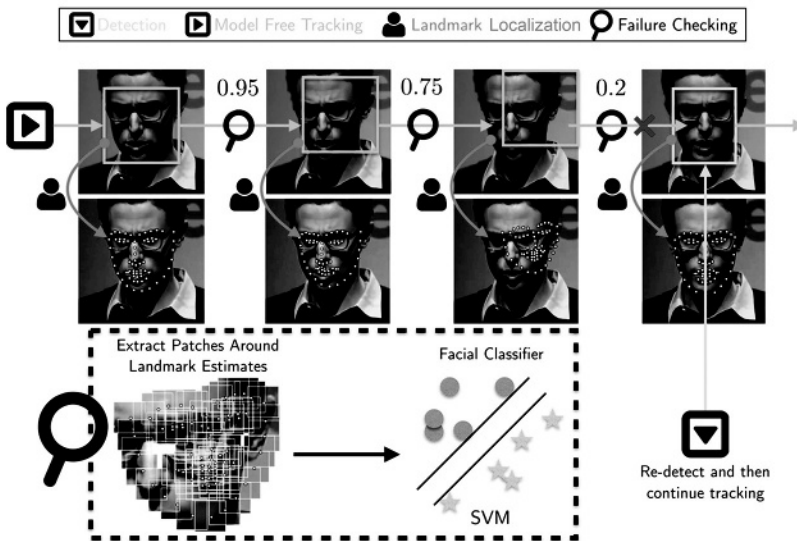 Detection Model Free Tracking Landmark Localization Failure Checking
0.95 0.75 0.2
Extract Patches Around
Landmark Estimates
Facial Classifier
SVM
Re-detect and then
continue tracking